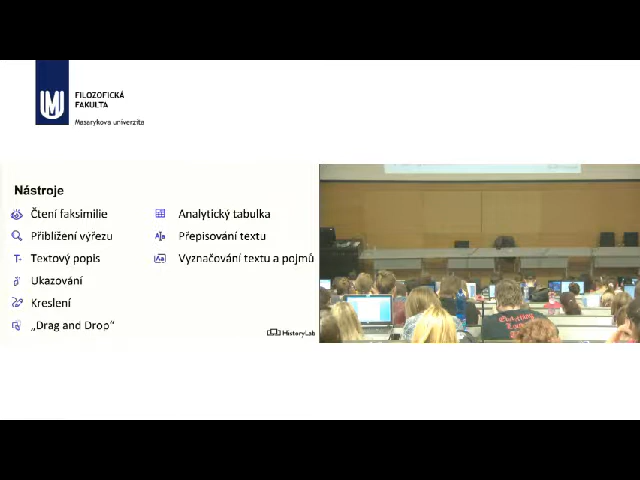 FILOZOFICKÁ
FAKULTA
Masarykova univerzita
Nástroje
Čtení faksimilie
Přiblížení výřezu
Textový popis
Ukazování
Kreslení
„Drag and Drop“
Analytický tabulka
Přepisování textu
Vyznačování textu a pojmů
HistoryLab